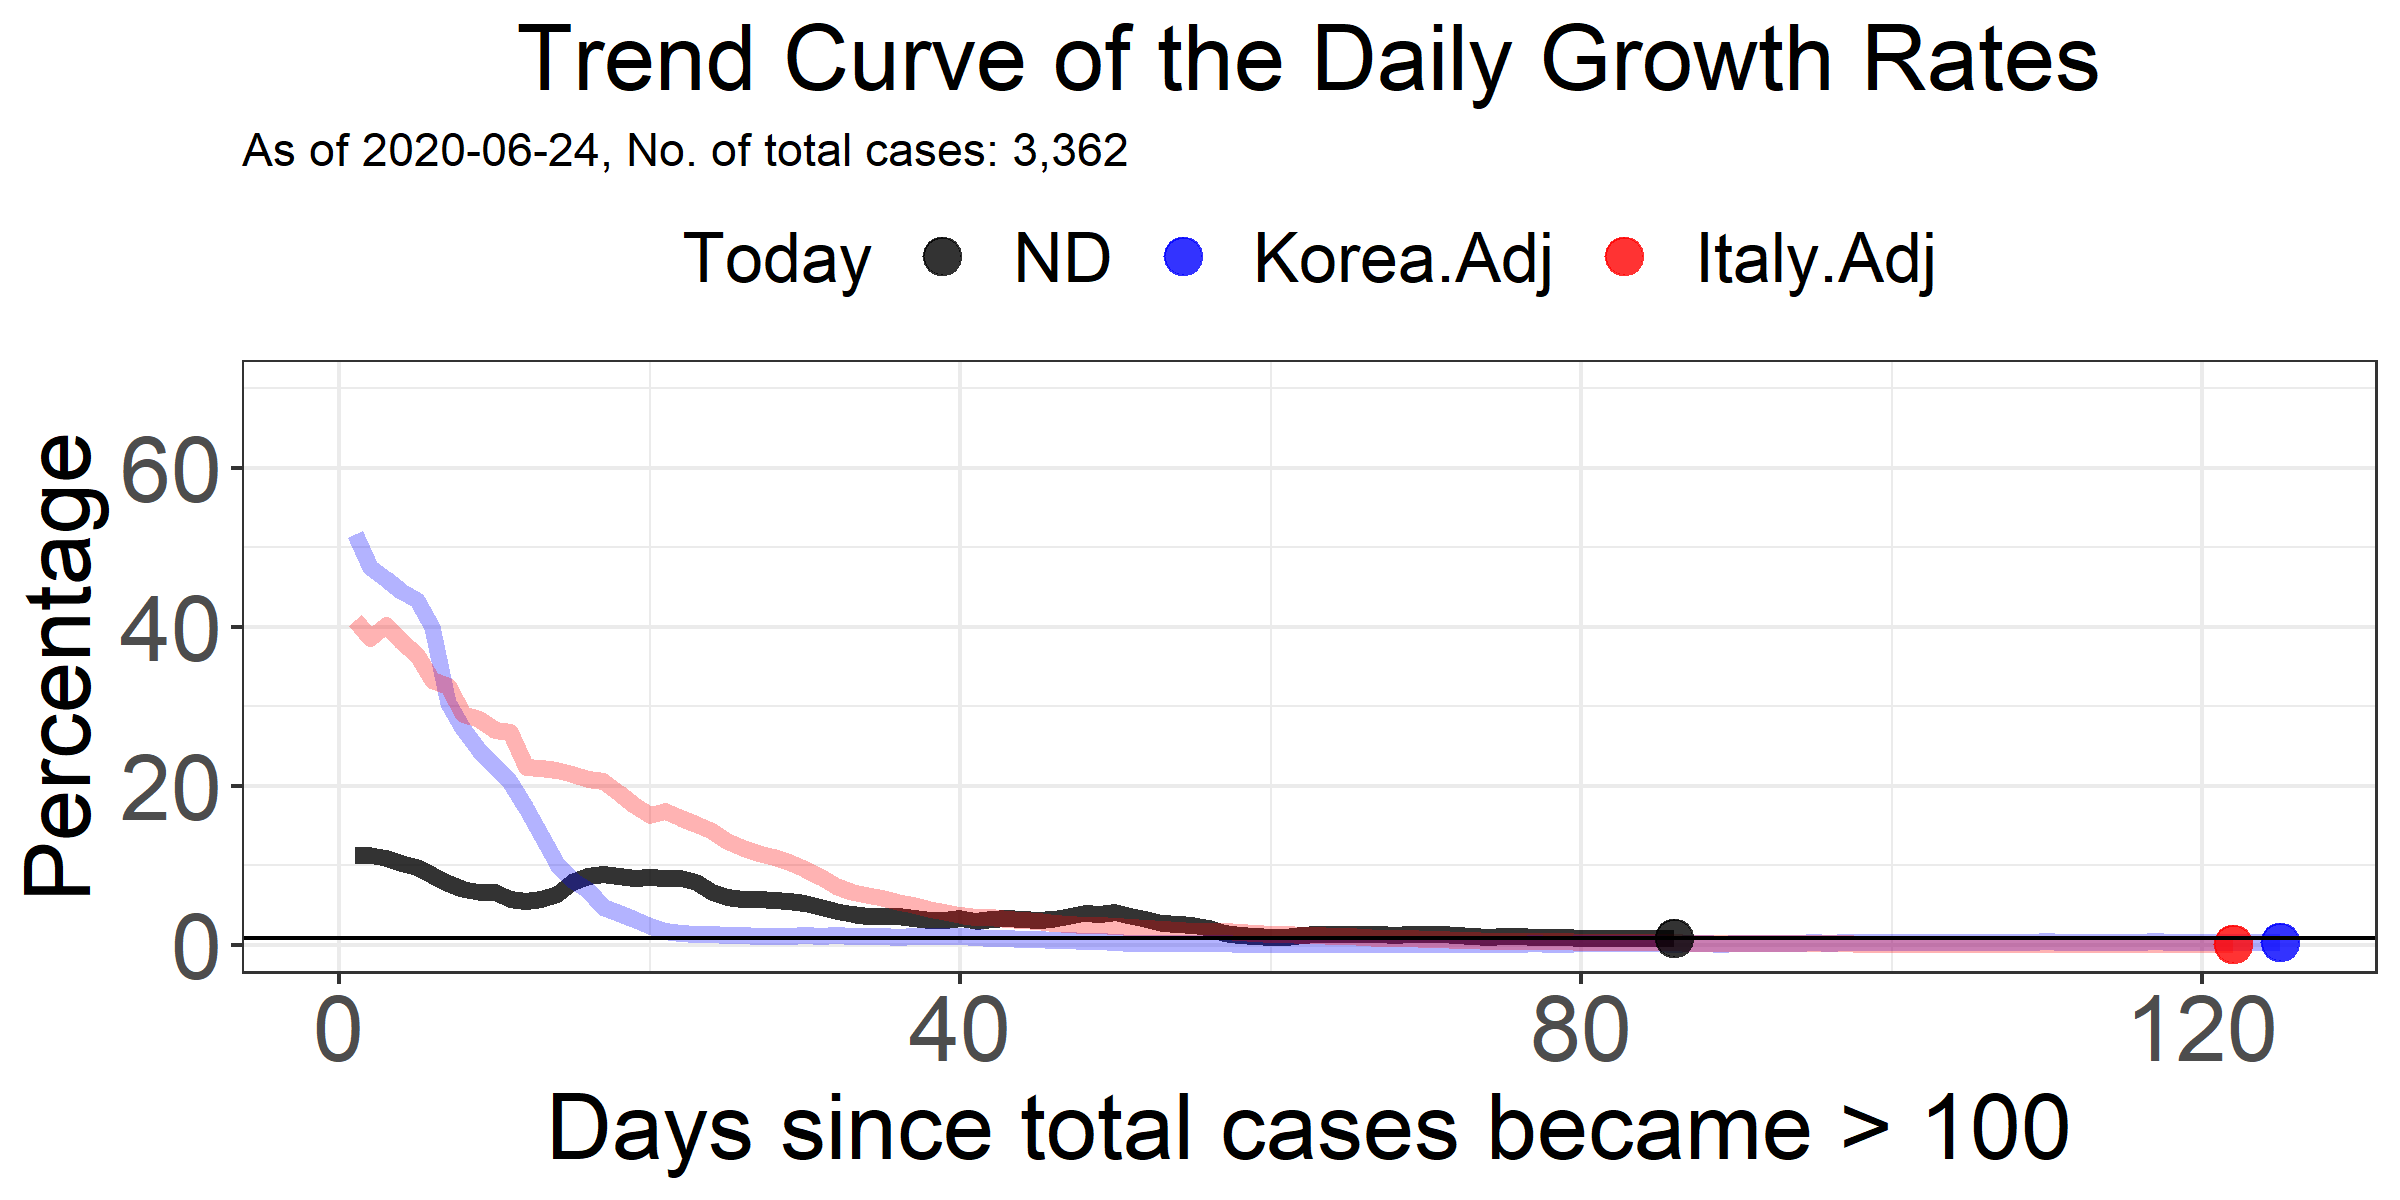 Trend Curve of the Daily Growth Rates
As of 2020-06-24, No. of total cases: 3,362
Today ND Korea.Adj Italy.Adj
Percentage
60
40
20
0
0 40 80 120
Days since total cases became > 100